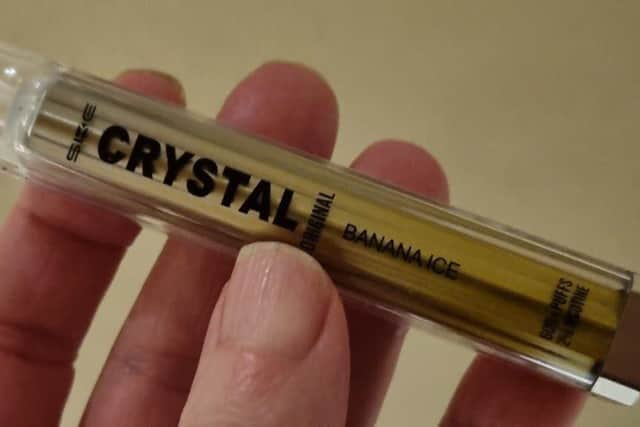 SKE
CRYSTAL
ORIGINAL
BANANA ICE
600 PUFFS
2% NICOTINE